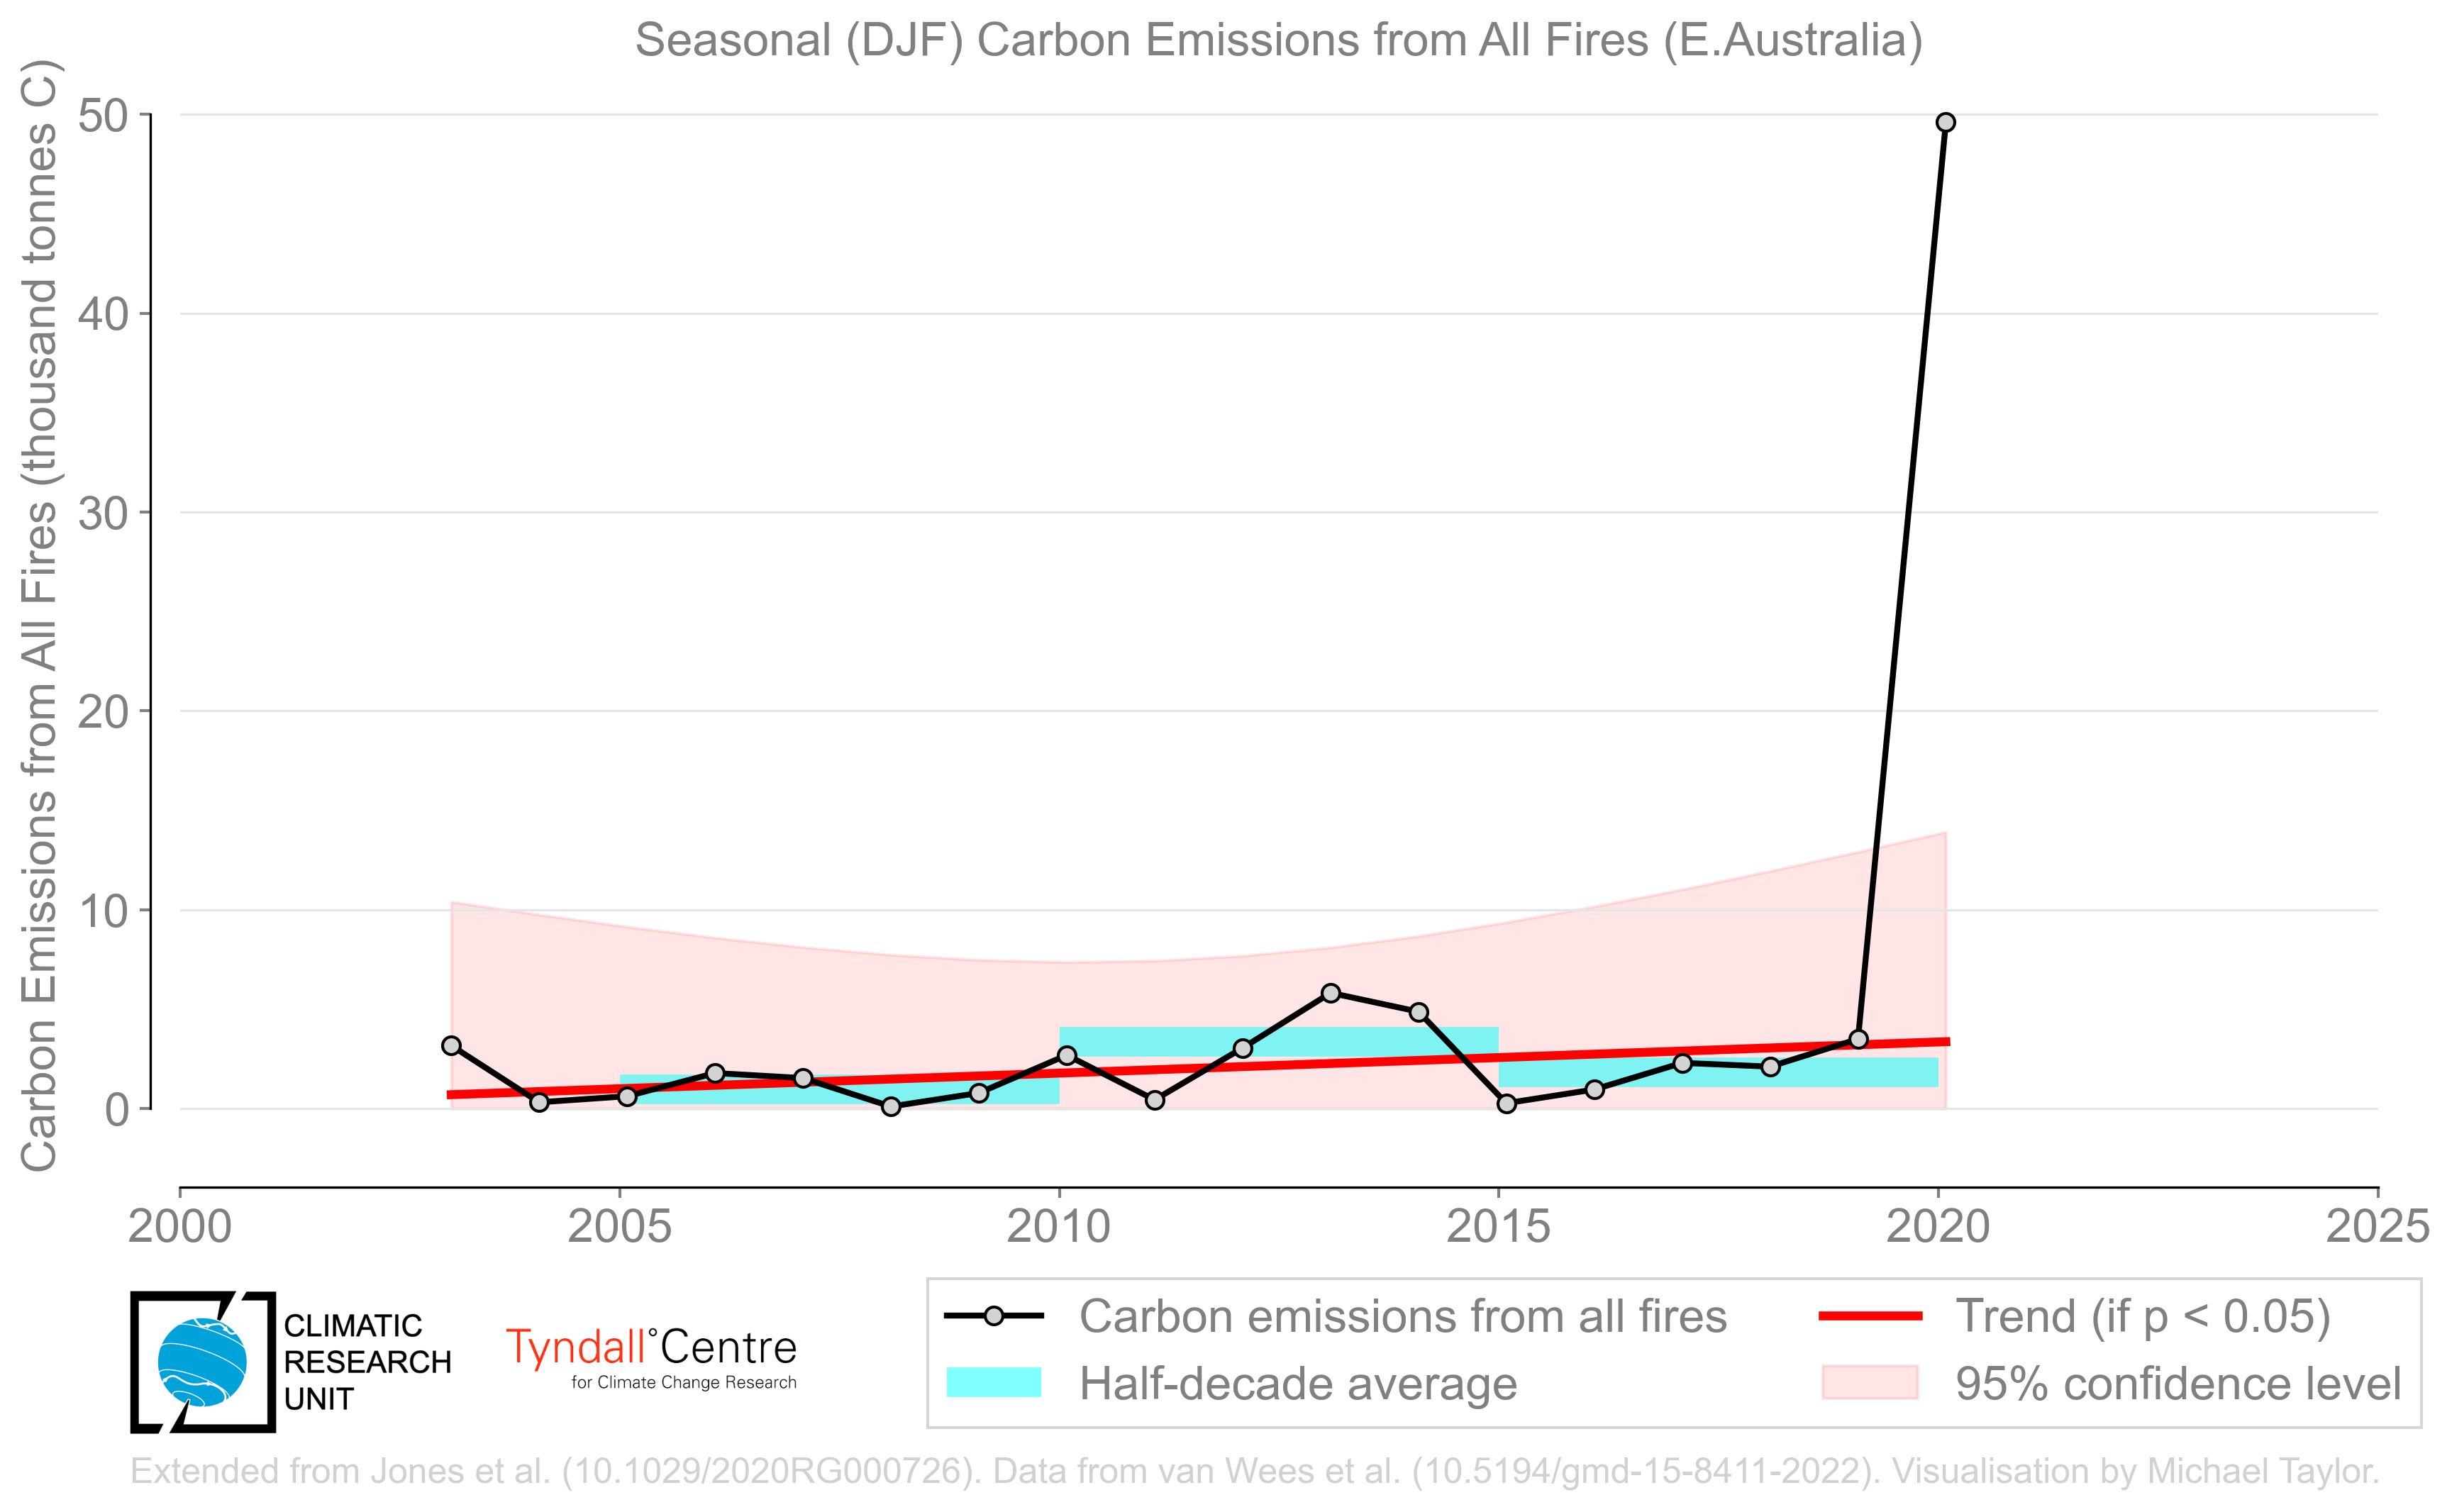 Seasonal (DJF) Carbon Emissions from All Fires (E.Australia)
Carbon Emissions from All Fires (thousand tonnes C)
50
40
30
20
10
0
2000 2005 2010 2015 2020 2025
CLIMATIC
RESEARCH
UNIT
Tyndall°Centre
for Climate Change Research
Carbon emissions from all fires
Half-decade average
Trend (if p < 0.05)
95% confidence level
Extended from Jones et al. (10.1029/2020RG000726). Data from van Wees et al. (10.5194/gmd-15-8411-2022). Visualisation by Michael Taylor.